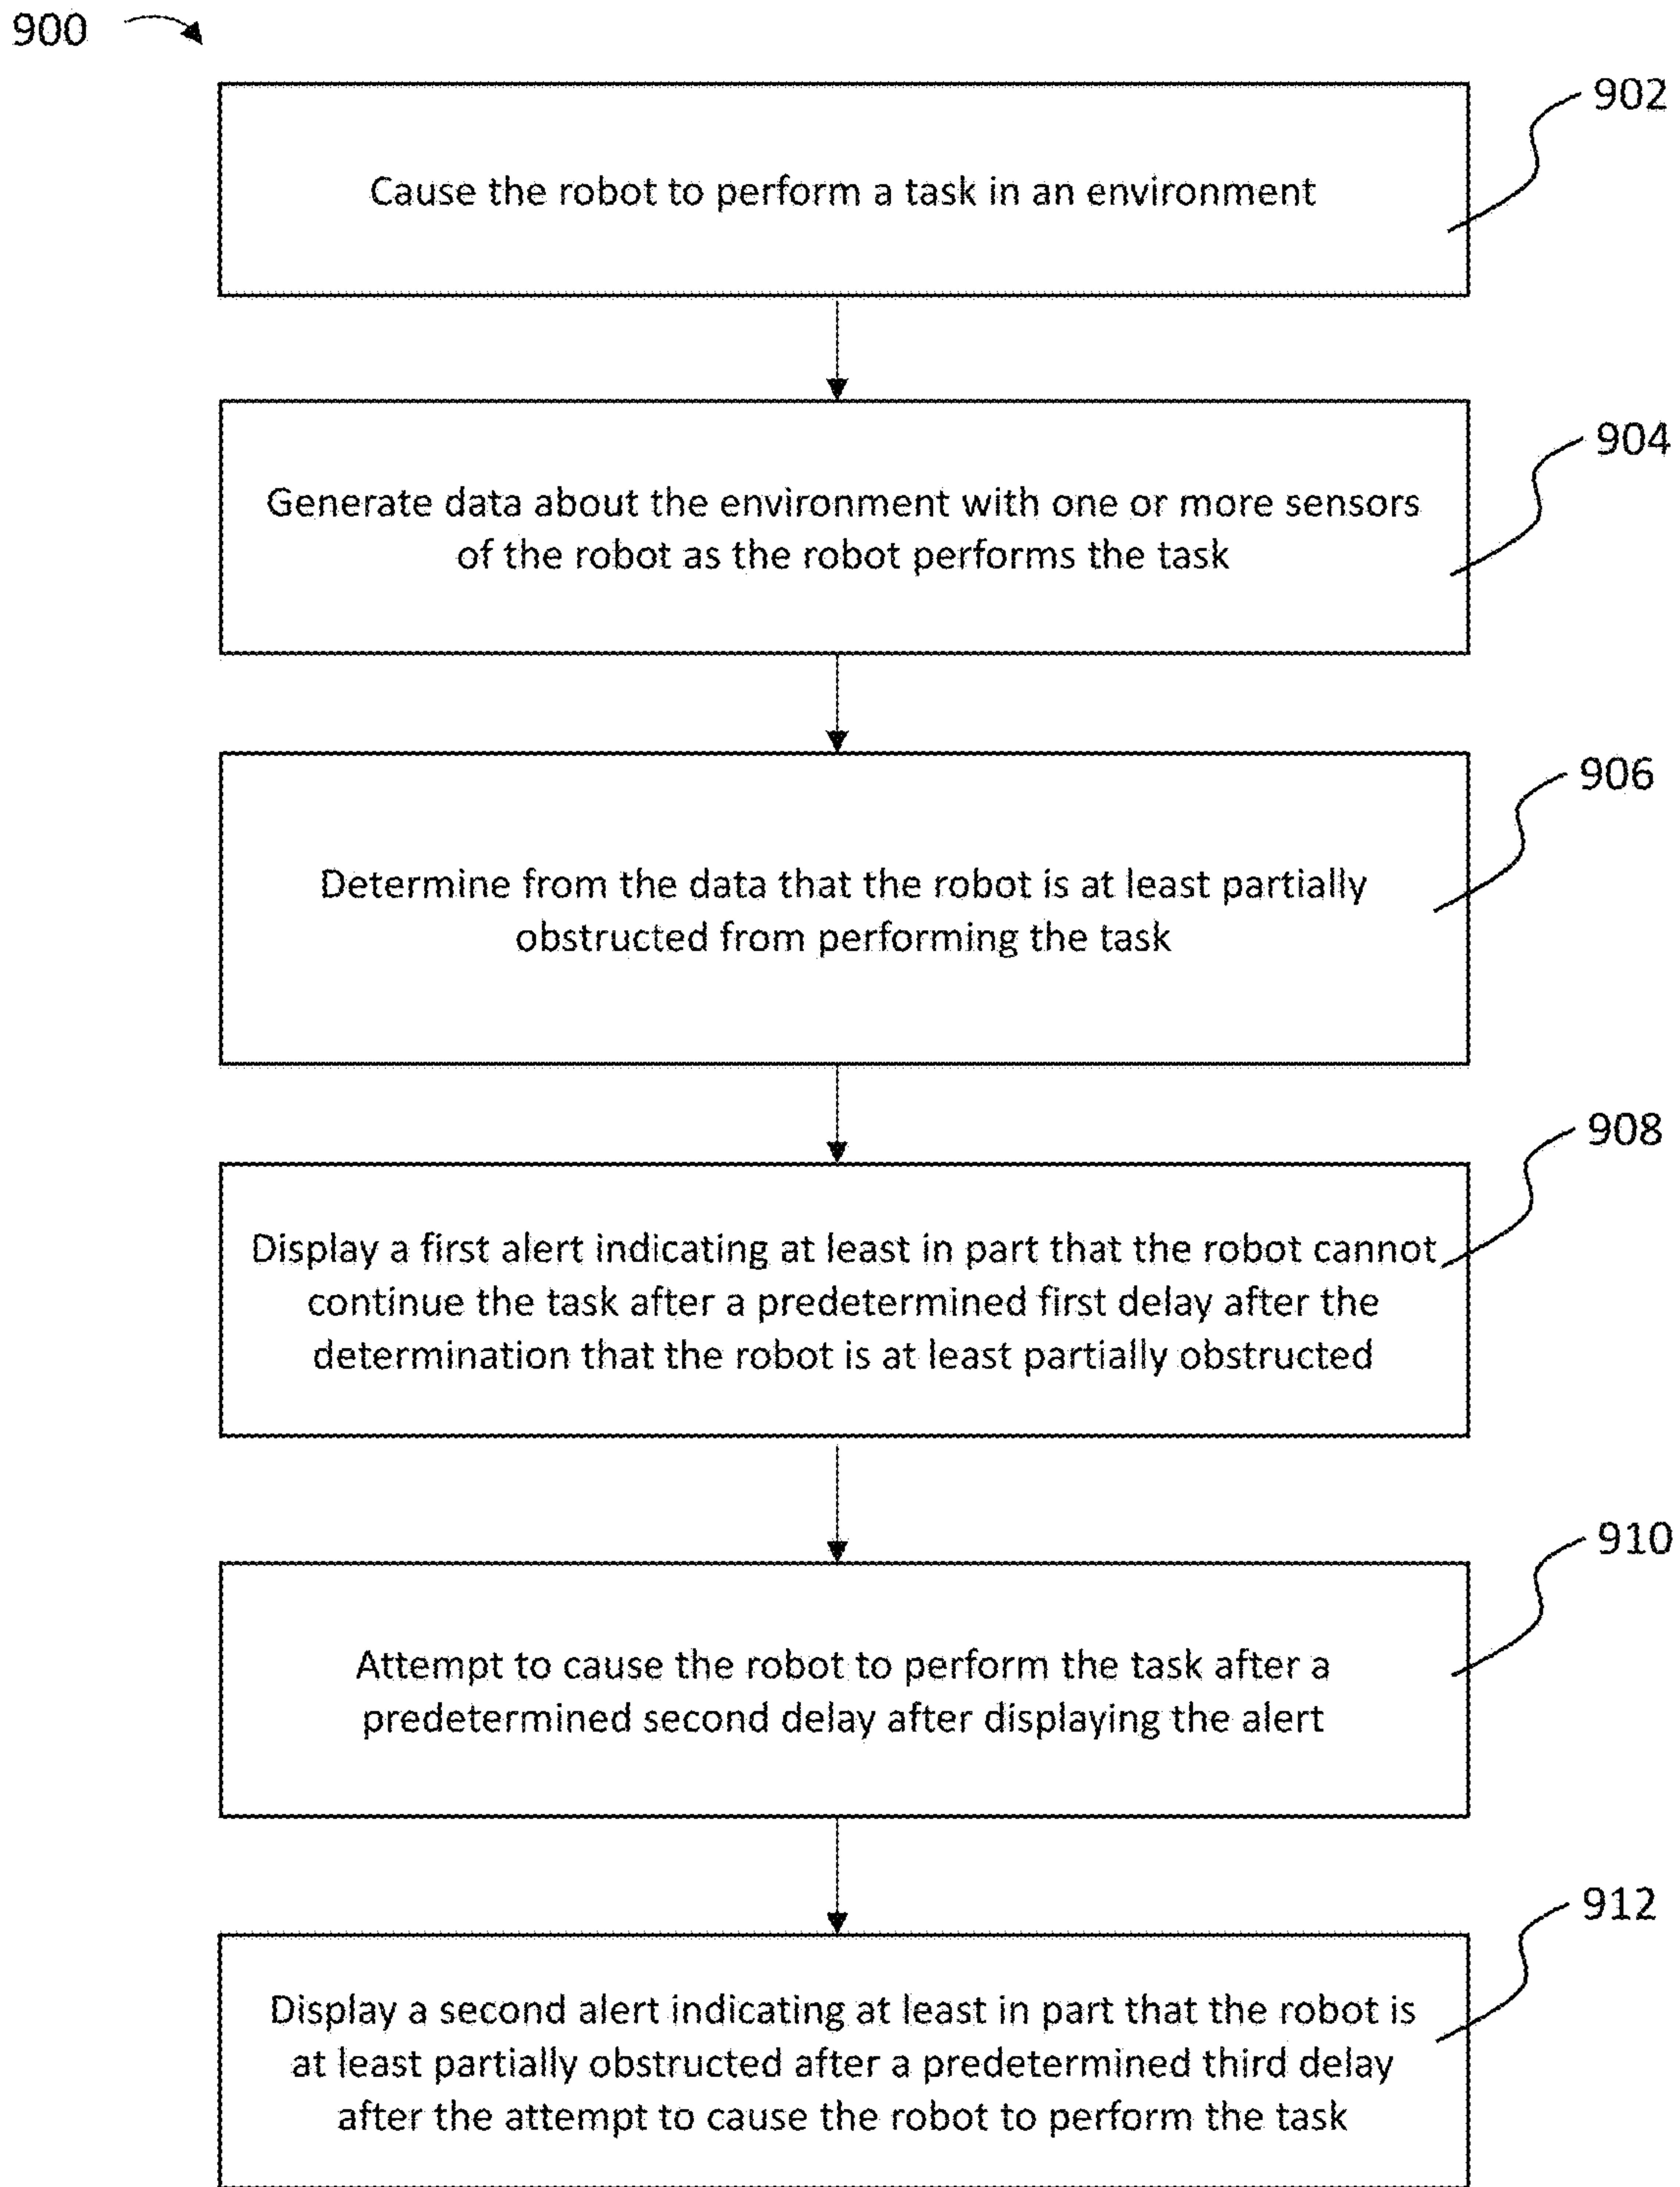 900
902
Cause the robot to perform a task in an environment
904
Generate data about the environment with one or more sensors
of the robot as the robot performs the task
906
Determine from the data that the robot is at least partially
obstructed from performing the task
908
Display a first alert indicating at least in part that the robot cannot
continue the task after a predetermined first delay after the
determination that the robot is at least partially obstructed
910
Attempt to cause the robot to perform the task after a
predetermined second delay after displaying the alert
912
Display a second alert indicating at least in part that the robot is
at least partially obstructed after a predetermined third delay
after the attempt to cause the robot to perform the task